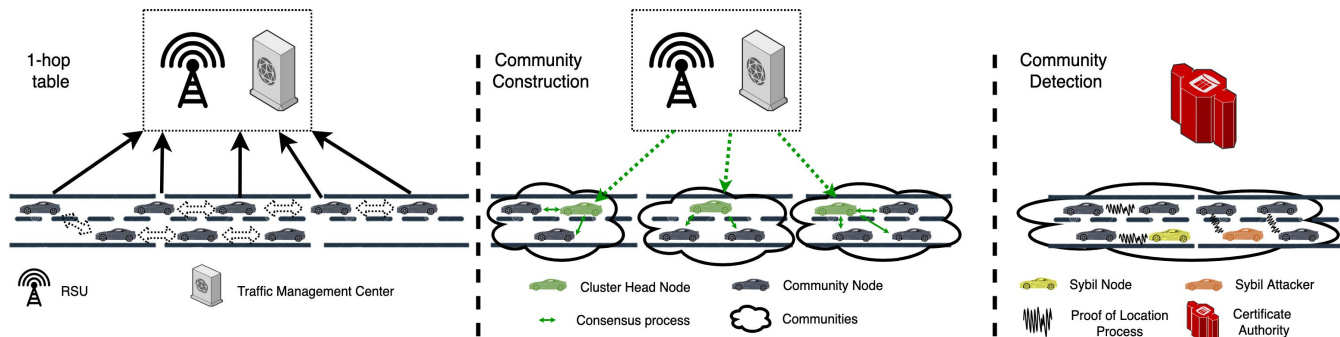 1-hop
table
RSU
Traffic Management Center
Community
Construction
Cluster Head Node
Community Node
Consensus process
Communities
Community
Detection
Sybil Node
Sybil Attacker
Proof of Location
Process
Certificate
Authority